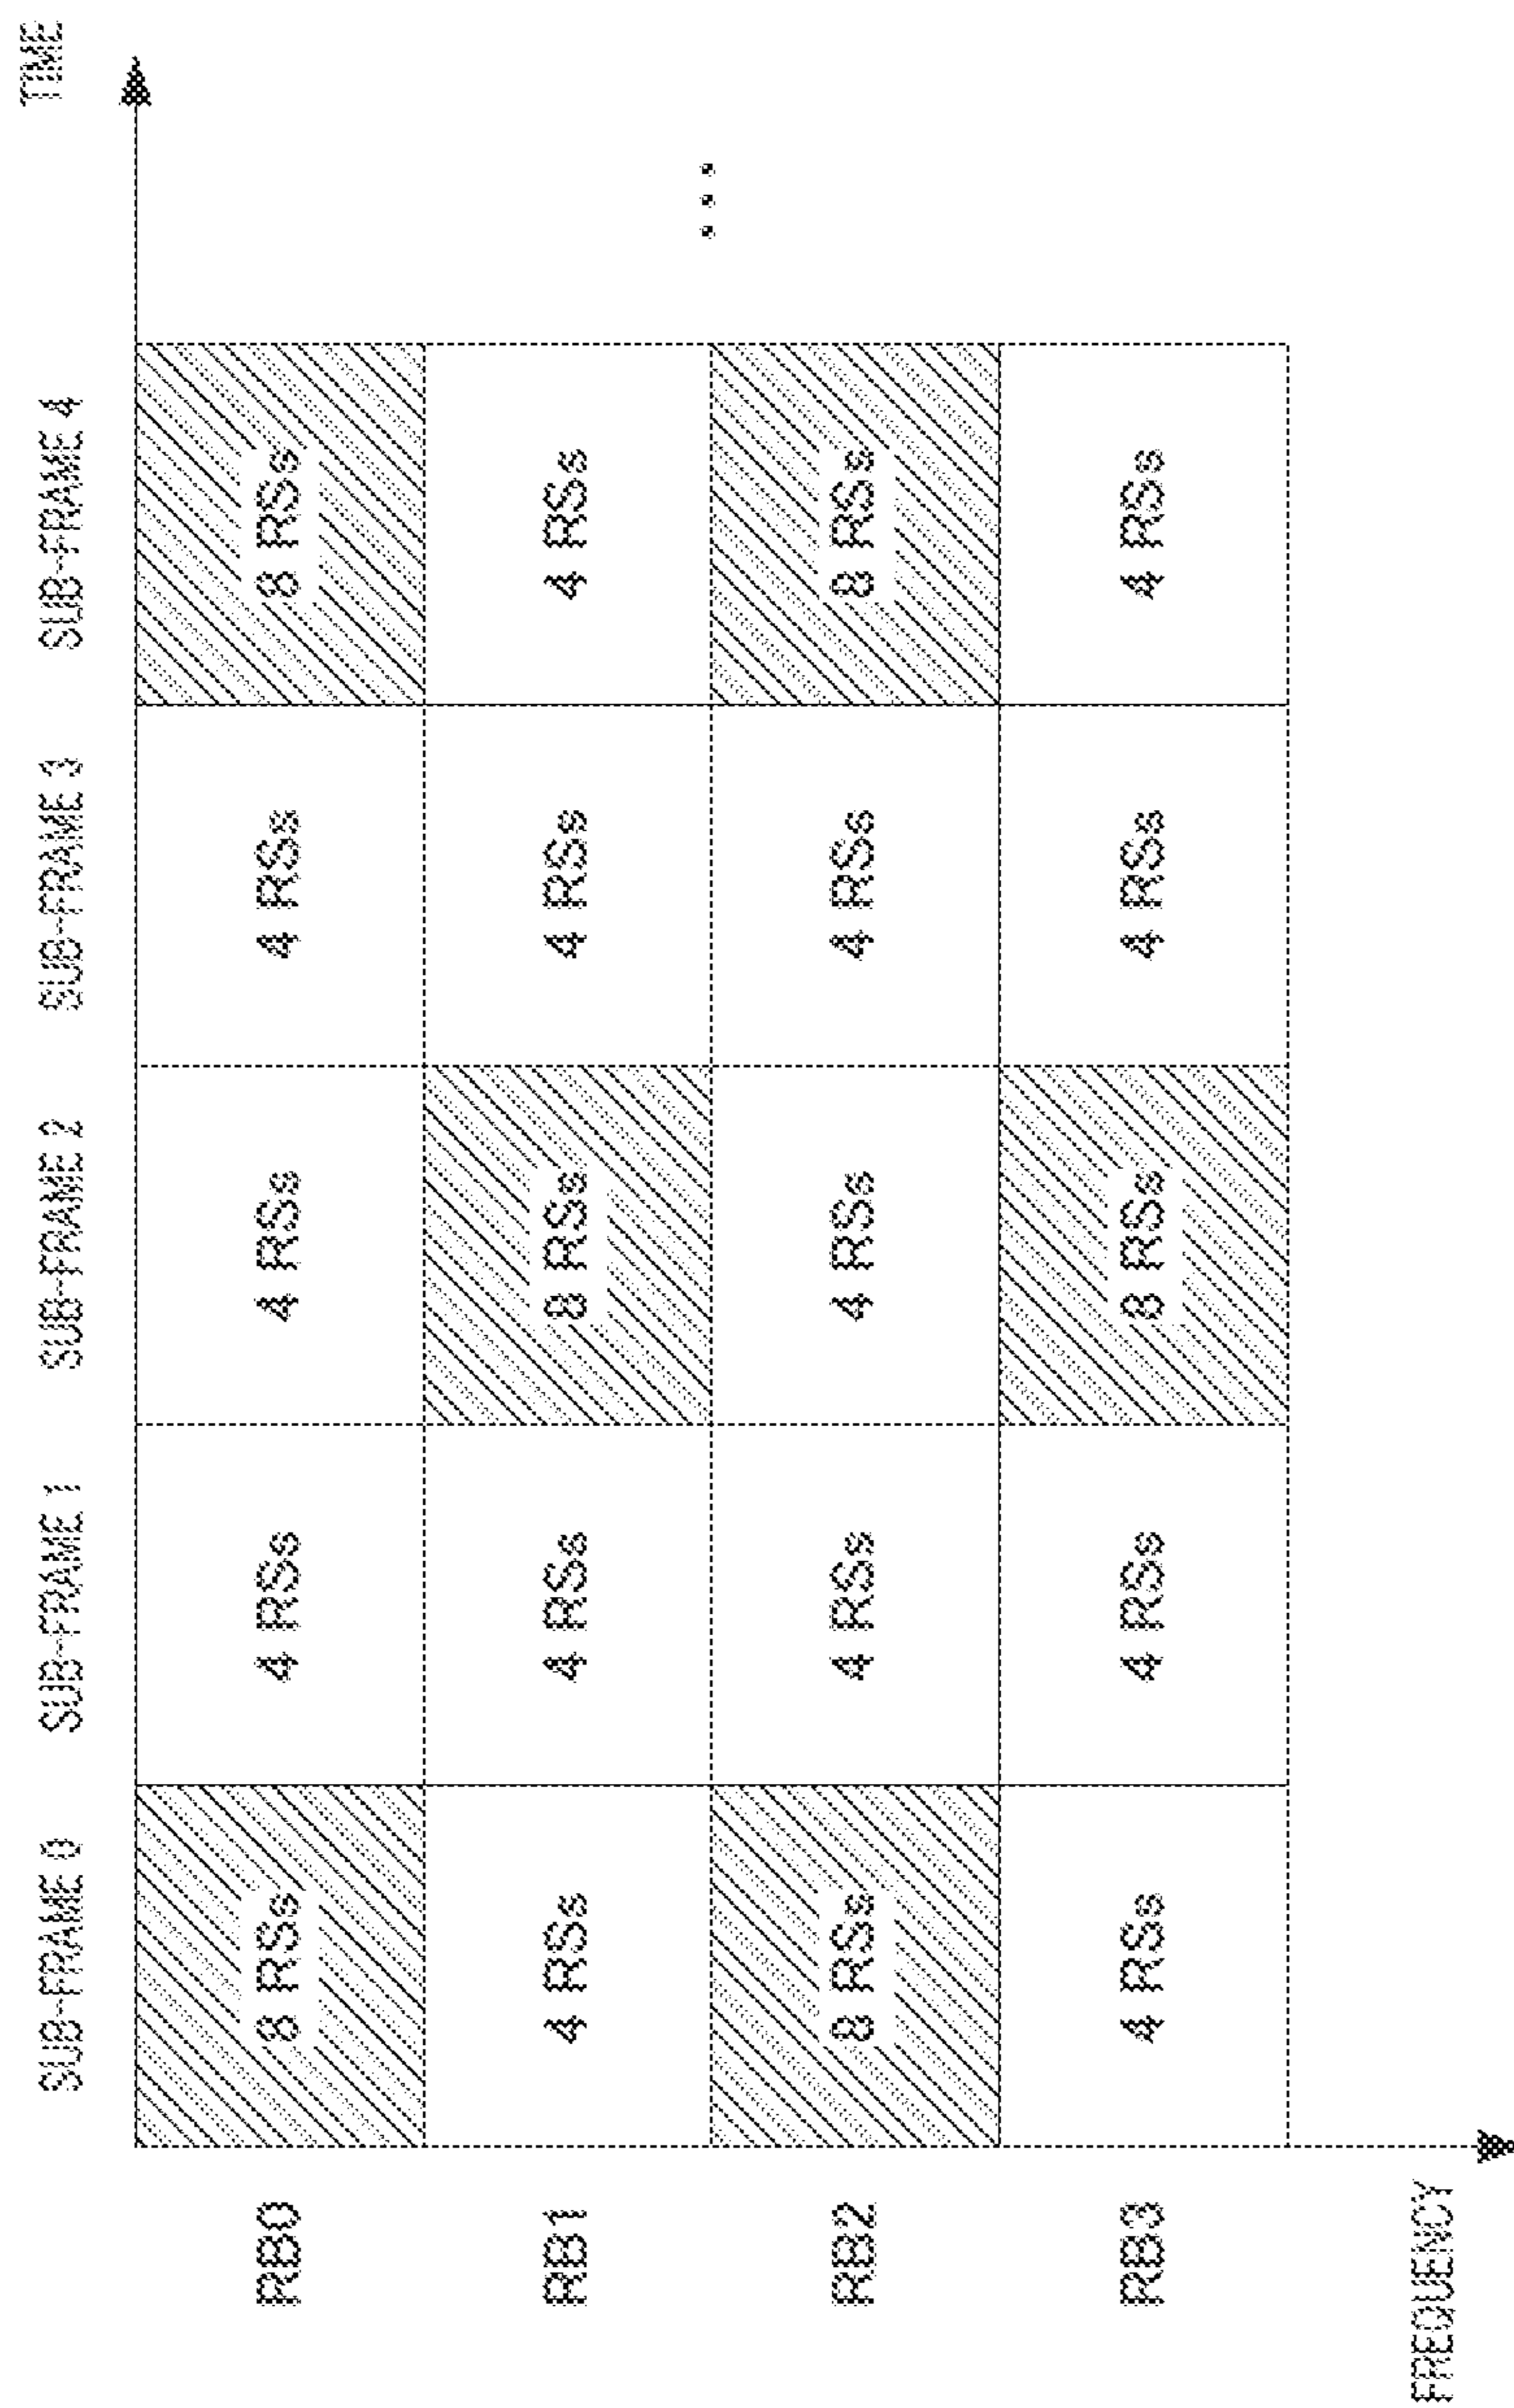 TIME
SUB-FRAME 0 SUB-FRAME 1 SUB-FRAME 2 SUB-FRAME 3 SUB-FRAME 4
RB0 8 RSs 4 RSs 4 RSs 4 RSs 8 RSs
RB1 4 RSs 4 RSs 8 RSs 4 RSs 4 RSs
...
RB2 8 RSs 4 RSs 4 RSs 4 RSs 8 RSs
RB3 4 RSs 4 RSs 8 RSs 4 RSs 4 RSs
FREQUENCY